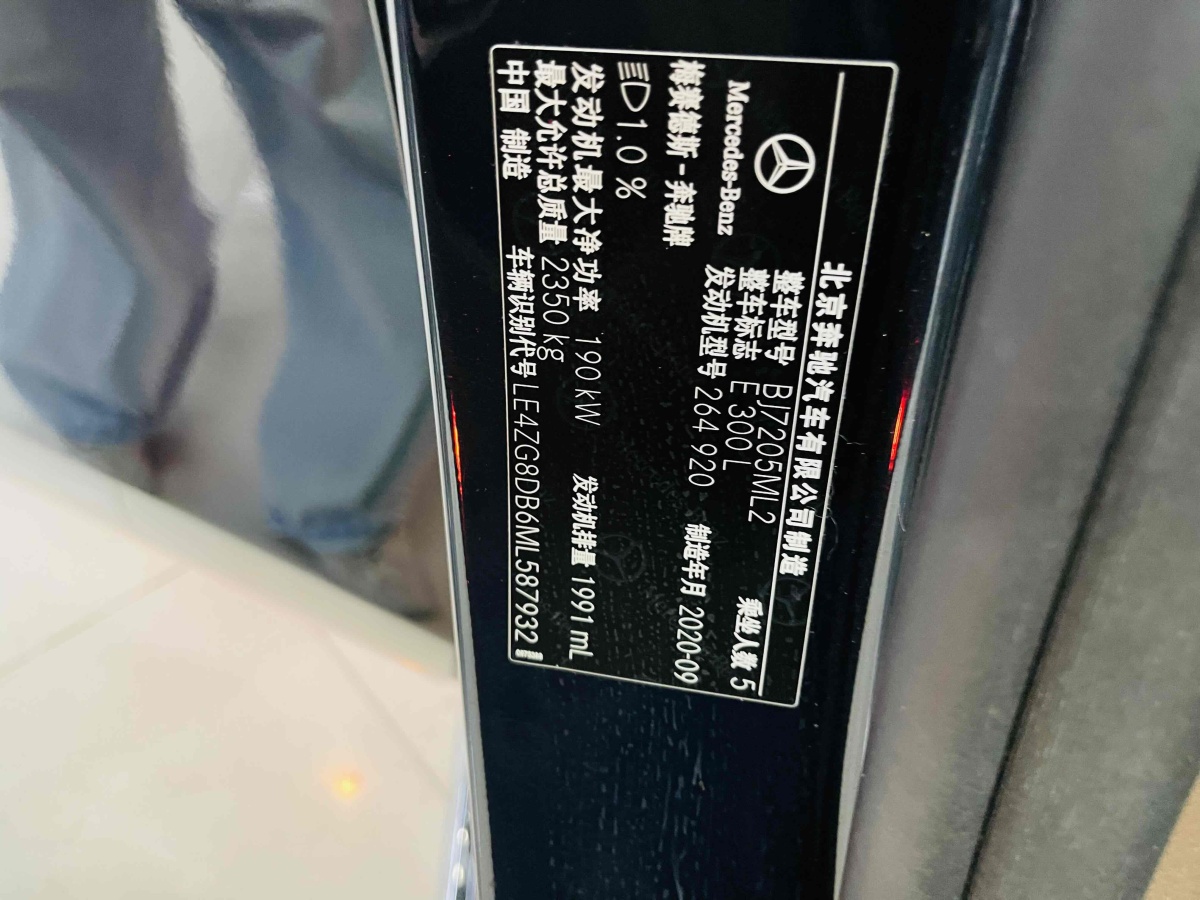 北京奔驰汽车有限公司制造
Mercedes-Benz
梅赛德斯-奔驰牌
整车型号 BJ7205ML2
整车标志 E 300 L
乘坐人数 5
发动机型号 264 920
制造年月 2020-09
1.0 %
发动机最大净功率 190 kW 发动机排量 1991 mL
最大允许总质量 2350 kg
中国 制造 车辆识别代号 LE4ZG8DB6ML587932